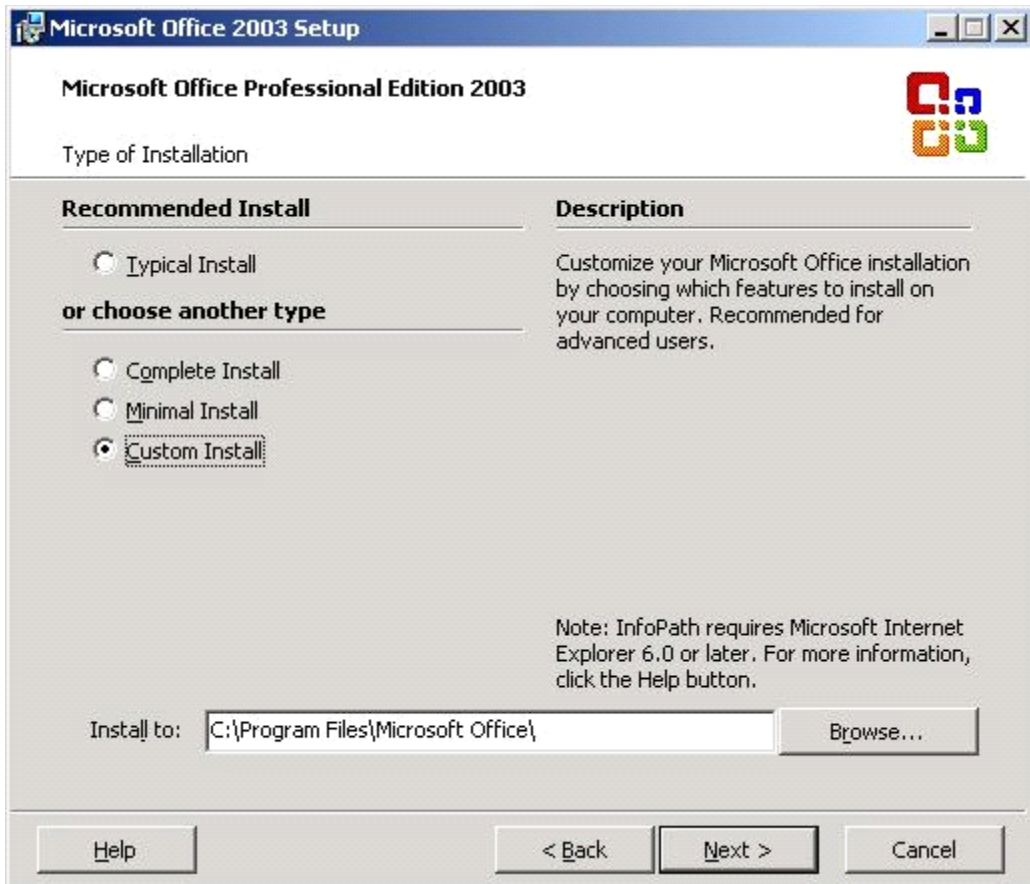 Microsoft Office 2003 Setup
Microsoft Office Professional Edition 2003
Type of Installation
Recommended Install
Typical Install
or choose another type
Complete Install
Minimal Install
Custom Install
Description
Customize your Microsoft Office installation
by choosing which features to install on
your computer. Recommended for
advanced users.
Note: InfoPath requires Microsoft Internet
Explorer 6.0 or later. For more information,
click the Help button.
Install to: C:\Program Files\Microsoft Office\ Browse...
Help < Back Next > Cancel